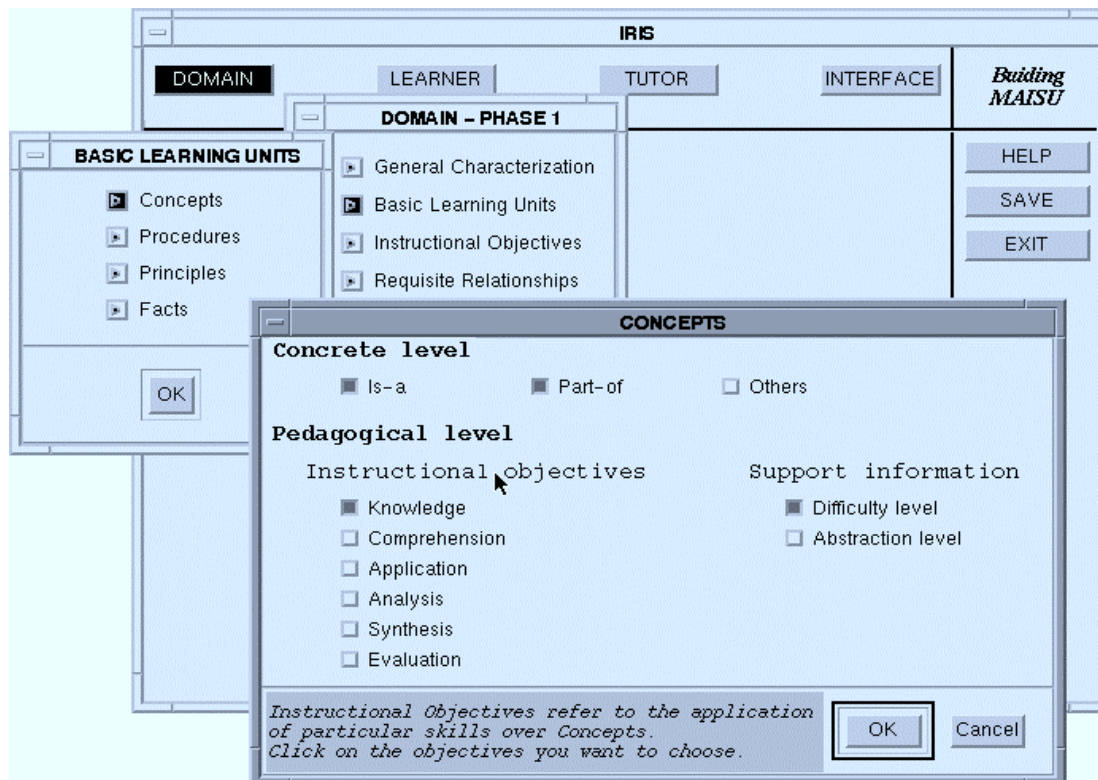 IRIS
DOMAIN LEARNER TUTOR INTERFACE
Buiding
MAISU
HELP
SAVE
EXIT
DOMAIN – PHASE 1
General Characterization
Basic Learning Units
Instructional Objectives
Requisite Relationships
BASIC LEARNING UNITS
Concepts
Procedures
Principles
Facts
OK
CONCEPTS
Concrete level
Is-a Part-of Others
Pedagogical level
Instructional objectives Support information
Knowledge Difficulty level
Comprehension Abstraction level
Application
Analysis
Synthesis
Evaluation
Instructional Objectives refer to the application
of particular skills over Concepts.
Click on the objectives you want to choose.
OK Cancel